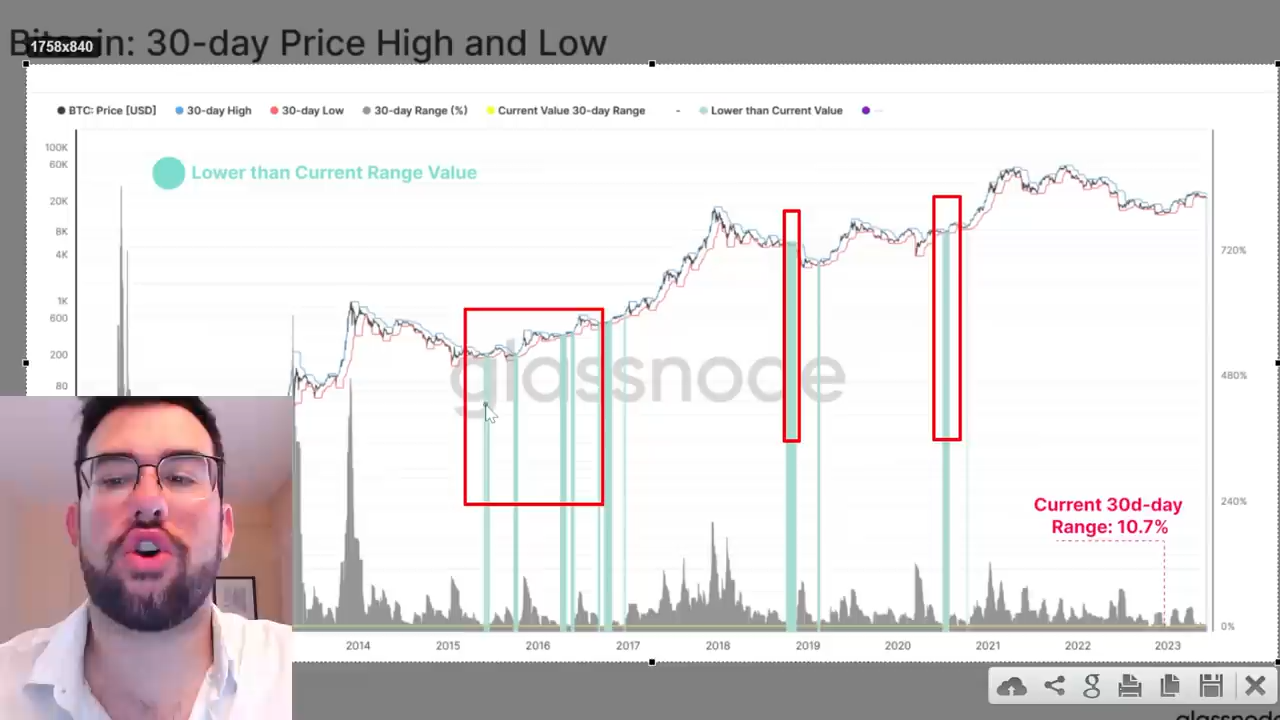 Bitcoin: 30-day Price High and Low
1758x840
BTC: Price [USD]
30-day High
30-day Low
30-day Range (%)
Current Value 30-day Range
-
Lower than Current Value
Lower than Current Range Value
100K
60K
20K
8K
4K
1K
600
200
80
720%
480%
240%
0%
glassnode
Current 30d-day
Range: 10.7%
2014
2015
2016
2017
2018
2019
2020
2021
2022
2023
g
glassnode